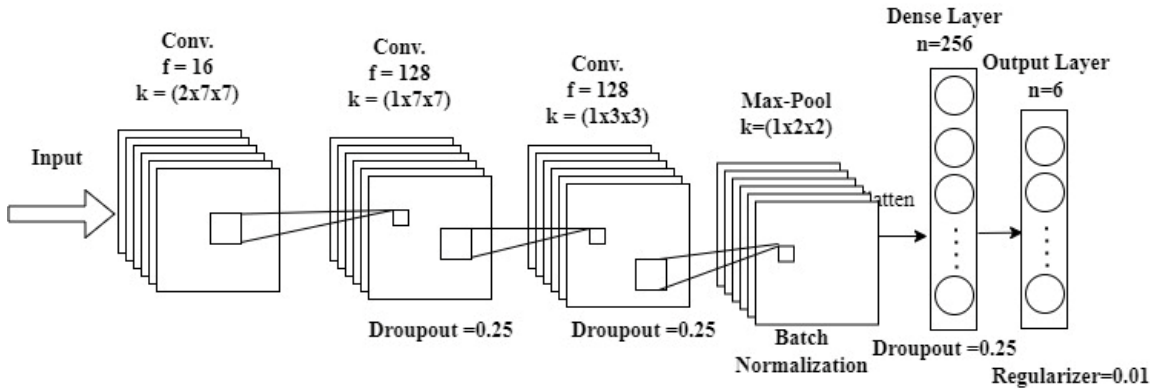 Conv.
f = 16
k = (2x7x7)
Conv.
f = 128
k = (1x7x7)
Conv.
f = 128
k = (1x3x3)
Max-Pool
k=(1x2x2)
Dense Layer
n=256
Output Layer
n=6
Input
Droupout =0.25
Droupout =0.25
Batch
Normalization
Droupout =0.25
Regularizer=0.01